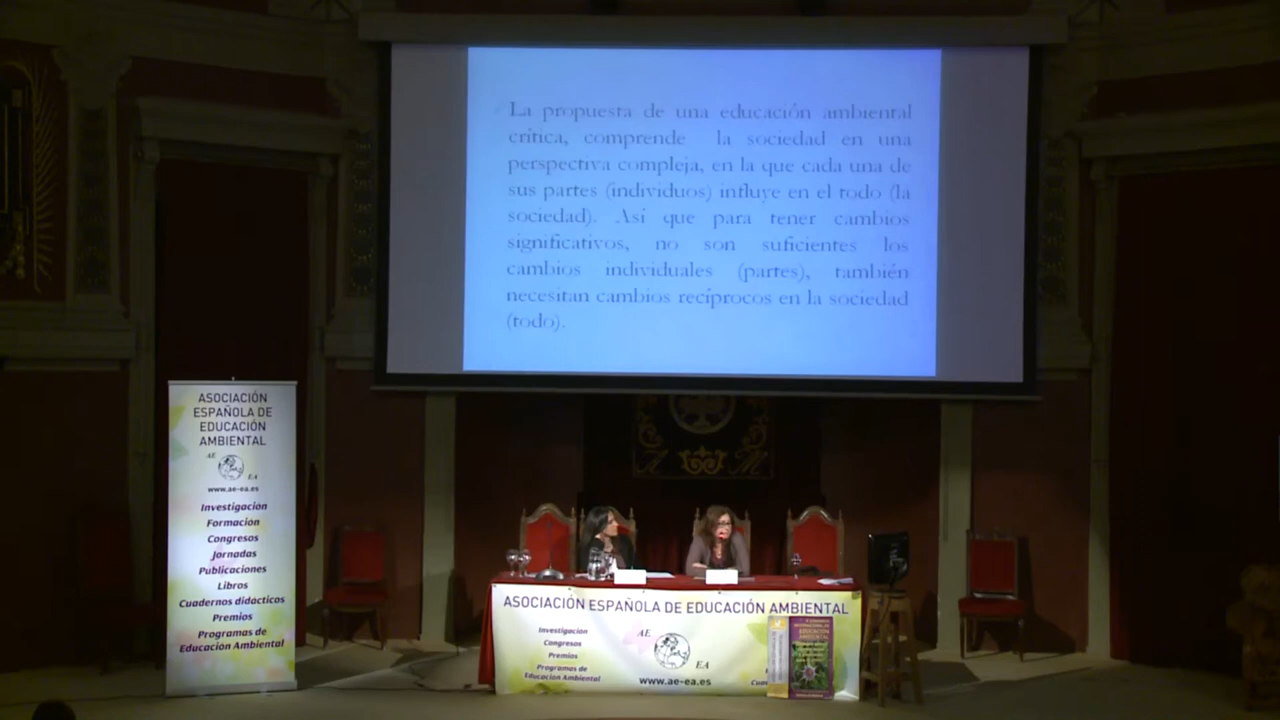 La propuesta de una educación ambiental
crítica, comprende la sociedad en una
perspectiva compleja, en la que cada una de
sus partes (individuos) influye en el todo (la
sociedad). Así que para tener cambios
significativos, no son suficientes los
cambios individuales (partes), también
necesitan cambios recíprocos en la sociedad
(todo).
ASOCIACIÓN
ESPAÑOLA DE
EDUCACIÓN
AMBIENTAL
AE
EA
www.ae-ea.es
Investigación
Formación
Congresos
Jornadas
Publicaciones
Libros
Cuadernos didácticos
Premios
Programas de
Educación Ambiental
A M
ASOCIACIÓN ESPAÑOLA DE EDUCACIÓN AMBIENTAL
Investigación
Congresos
Premios
Programas de
Educación Ambiental
AE
EA
www.ae-ea.es
EDUCACIÓN
AMBIENTAL